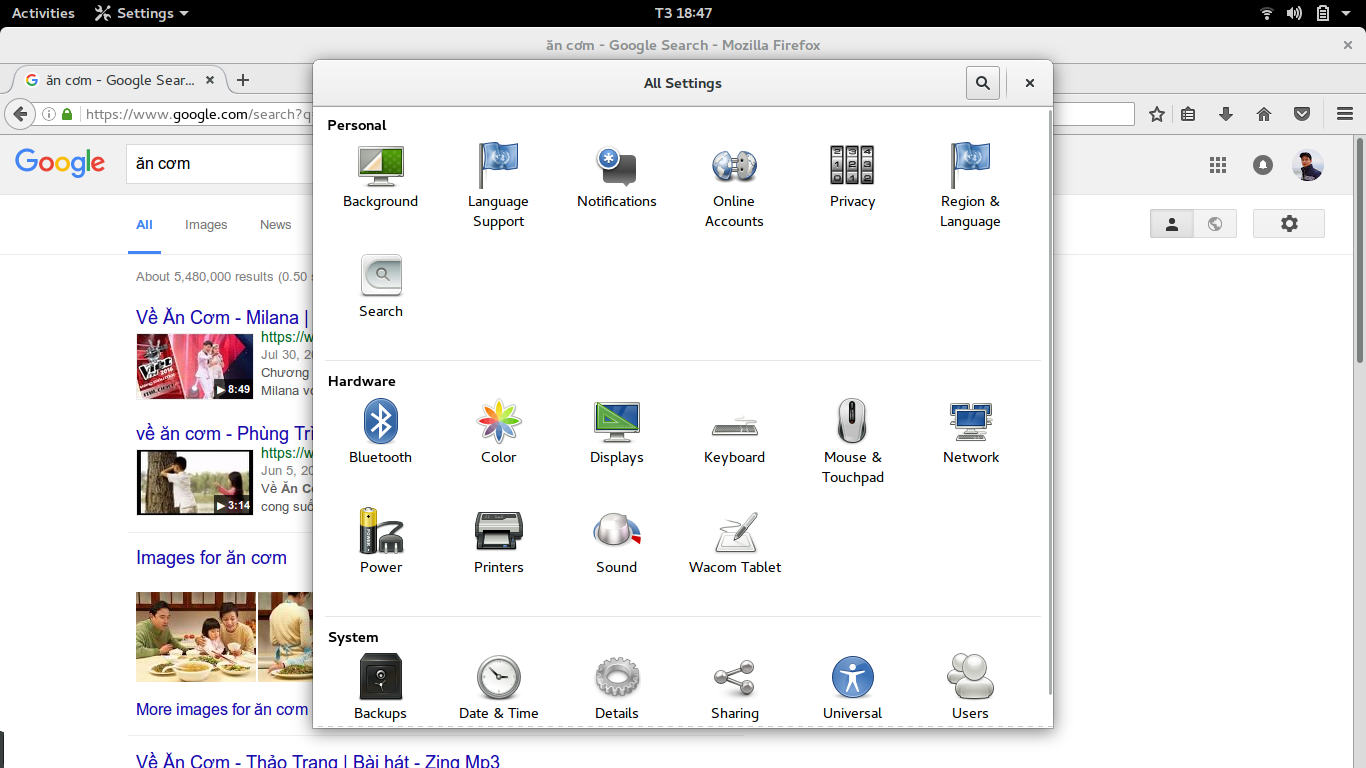 Activities Settings T3 18:47
ăn cơm - Google Search - Mozilla Firefox
ăn cơm - Google Sear...
https://www.google.com/search?q
All Settings
Google
ăn cơm
All Images News
About 5,480,000 results (0.50 s
Về Ăn Cơm - Milana |
https://w
Jul 30, 20
Chương
Milana vo
8:49
về ăn cơm - Phùng Trì
https://w
Jun 5, 20
Về Ăn Cơ
cong suố
3:14
Images for ăn cơm
More images for ăn cơm
Về Ăn Cơm - Thảo Trang | Bài hát - Zing Mp3
Personal
Background
Language Support
Notifications
Online Accounts
Privacy
Region & Language
Search
Hardware
Bluetooth
Color
Displays
Keyboard
Mouse & Touchpad
Network
Power
Printers
Sound
Wacom Tablet
System
Backups
Date & Time
Details
Sharing
Universal
Users